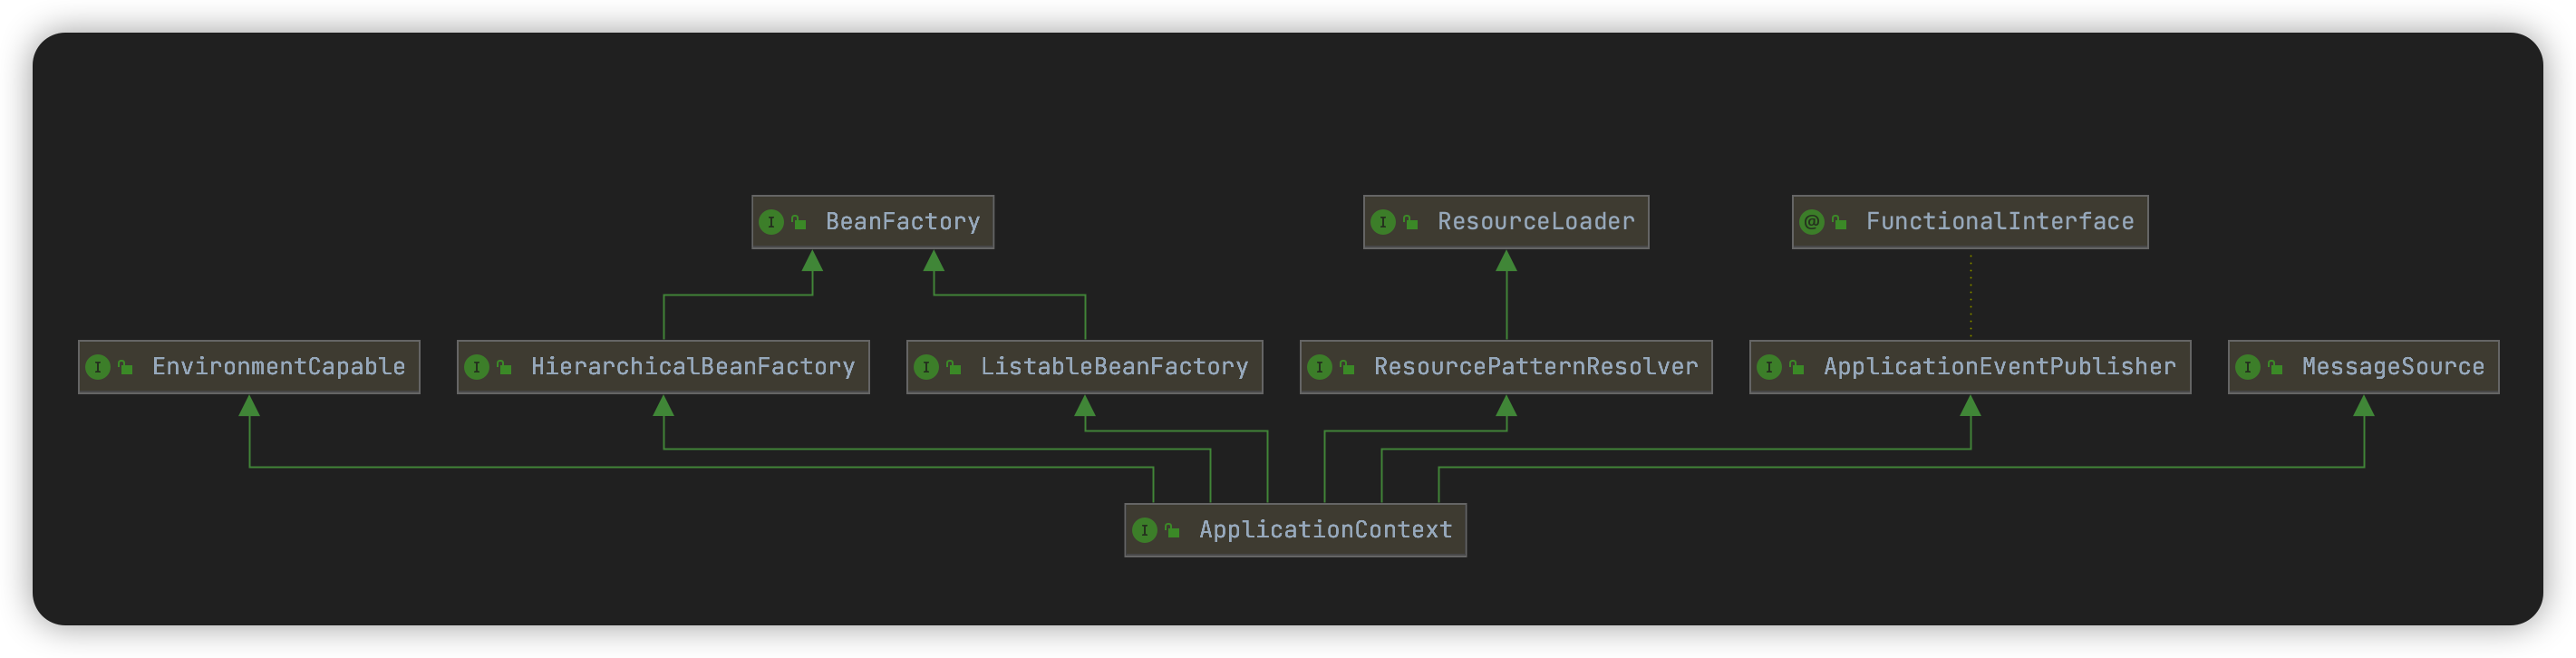 BeanFactory
ResourceLoader
@ FunctionalInterface
I EnvironmentCapable
I HierarchicalBeanFactory
I ListableBeanFactory
I ResourcePatternResolver
I ApplicationEventPublisher
I MessageSource
I ApplicationContext